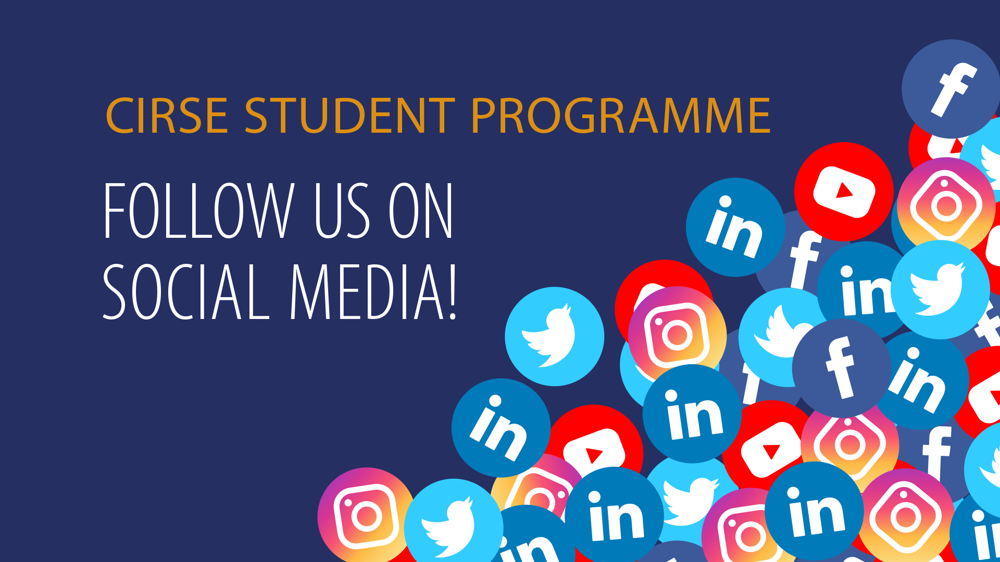 CIRSE STUDENT PROGRAMME
FOLLOW US ON
SOCIAL MEDIA!